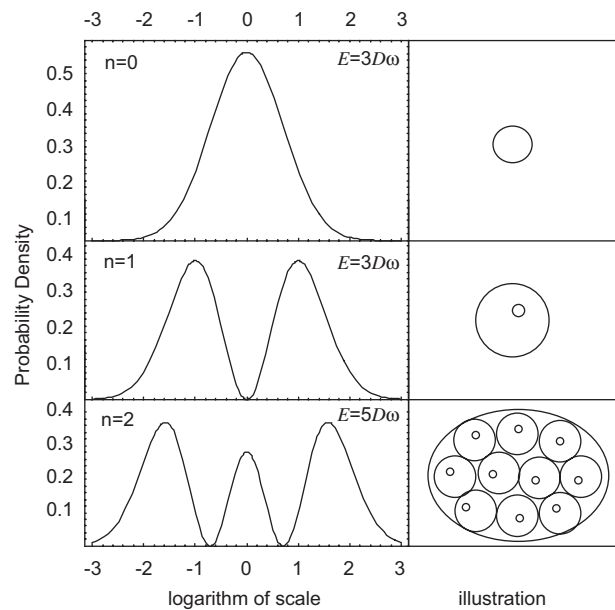 -3 -2 -1 0 1 2 3
n=0
E=3Dω
0.5
0.4
0.3
0.2
0.1
n=1
E=3Dω
0.4
0.3
0.2
0.1
n=2
E=5Dω
0.4
0.3
0.2
0.1
Probability Density
-3 -2 -1 0 1 2 3
logarithm of scale
illustration